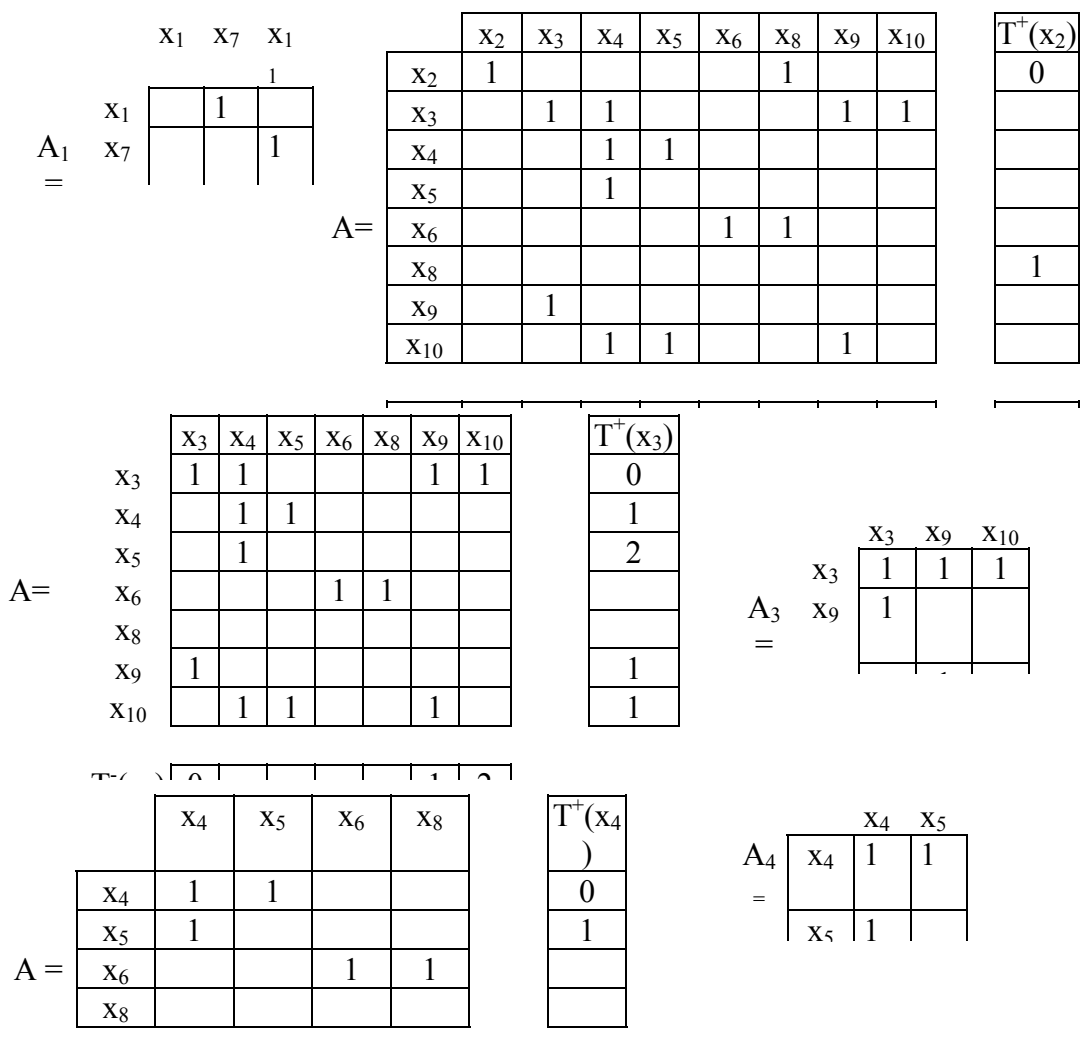 x₁ x₇ x₁
1
x₁ 1
A₁ x₇ 1
=
x₂ x₃ x₄ x₅ x₆ x₈ x₉ x₁₀ T⁺(x₂)
x₂ 1 1 0
x₃ 1 1 1 1
x₄ 1 1
x₅ 1
A= x₆ 1 1
x₈ 1
x₉ 1
x₁₀ 1 1 1
x₃ x₄ x₅ x₆ x₈ x₉ x₁₀ T⁺(x₃)
x₃ 1 1 1 1 0
x₄ 1 1 1
x₅ 1 2
A= x₆ 1 1
x₈
x₉ 1 1
x₁₀ 1 1 1 1
x₃ x₉ x₁₀
x₃ 1 1 1
A₃ x₉ 1
=
x₄ x₅ x₆ x₈ T⁺(x₄
)
x₄ 1 1 0
x₅ 1 1
A = x₆ 1 1
x₈
x₄ x₅
A₄ x₄ 1 1
=
x₅ 1